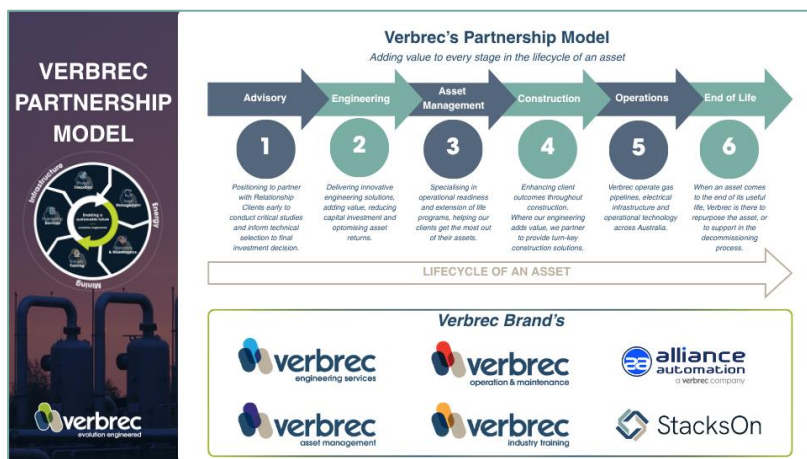 VERBREC
PARTNERSHIP
MODEL
Infrastructure
Energy
Mining
Asset
Management
Training
Enabling a
sustainable future
verbrec
evolution engineered
Verbrec's Partnership Model
Adding value to every stage in the lifecycle of an asset
Advisory
Engineering
Asset
Management
Construction
Operations
End of Life
1
2
3
4
5
6
Positioning to partner
with Relationship
Clients early to
conduct critical studies
and inform technical
selection to final
investment decision.
Delivering innovative
engineering solutions,
adding value, reducing
capital investment and
optomising asset
returns.
Specialising in
operational readiness
and extension of life
programs, helping our
clients get the most out
of their assets.
Enhancing client
outcomes throughout
construction.
Where our engineering
adds value, we partner
to provide turn-key
construction solutions.
Verbrec operate gas
pipelines, electrical
infrastructure and
operational technology
across Australia.
When an asset comes
to the end of its useful
life, Verbrec is there to
repurpose the asset, or
to support in the
decommissioning
process.
LIFECYCLE OF AN ASSET
Verbrec Brand's
verbrec
engineering services
verbrec
operation & maintenance
alliance
automation
a verbrec company
verbrec
asset management
verbrec
industry training
StacksOn